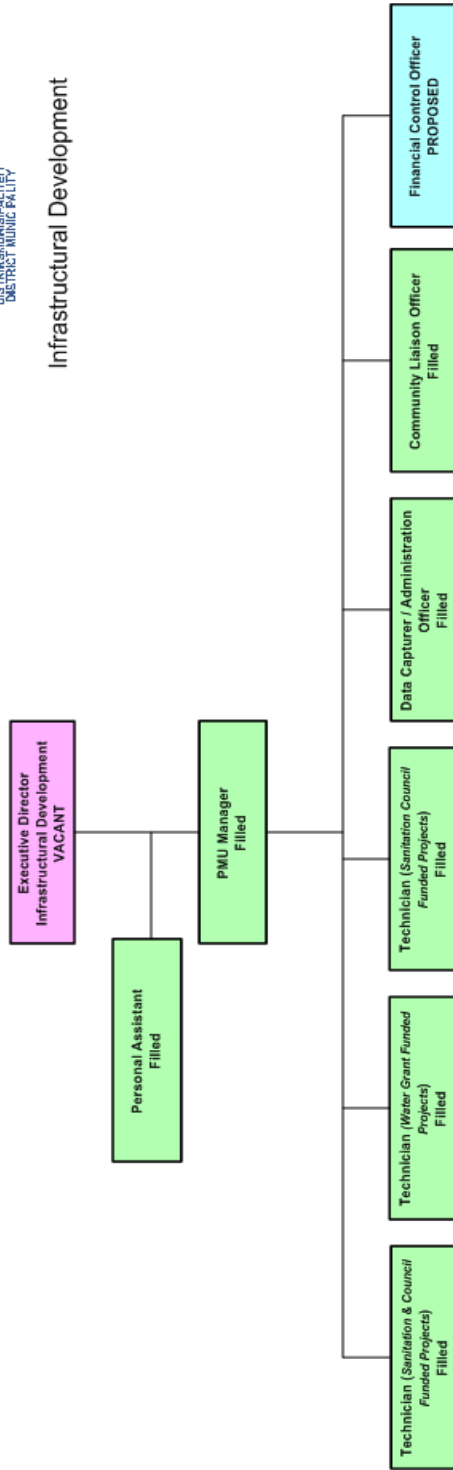 DISTRICT MUNICIPALITY
Infrastructural Development
Executive Director
Infrastructural Development
VACANT
Personal Assistant
Filled
PMU Manager
Filled
Technician (Sanitation & Council
Funded Projects)
Filled
Technician (Water Grant Funded
Projects)
Filled
Technician (Sanitation Council
Funded Projects)
Filled
Data Capturer / Administration
Officer
Filled
Community Liaison Officer
Filled
Financial Control Officer
PROPOSED